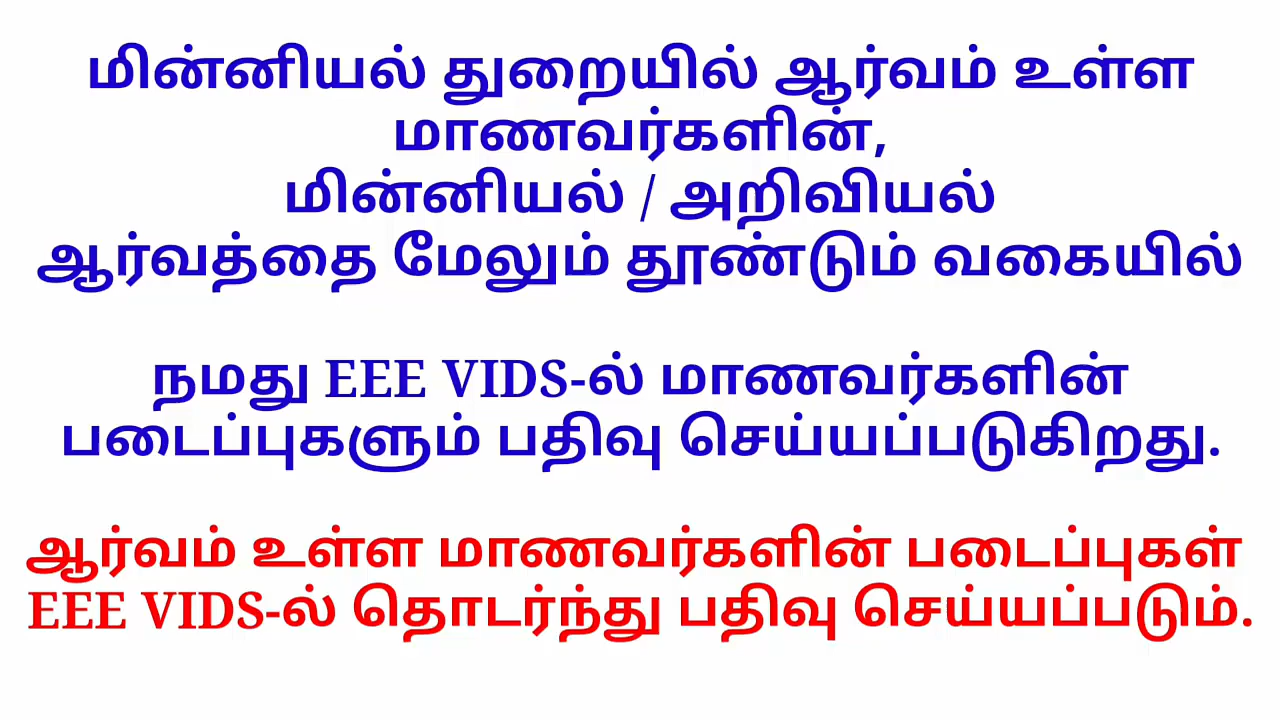 மின்னியல் துறையில் ஆர்வம் உள்ள
மாணவர்களின்,
மின்னியல் / அறிவியல்
ஆர்வத்தை மேலும் தூண்டும் வகையில்
நமது EEE VIDS-ல் மாணவர்களின்
படைப்புகளும் பதிவு செய்யப்படுகிறது.
ஆர்வம் உள்ள மாணவர்களின் படைப்புகள்
EEE VIDS-ல் தொடர்ந்து பதிவு செய்யப்படும்.